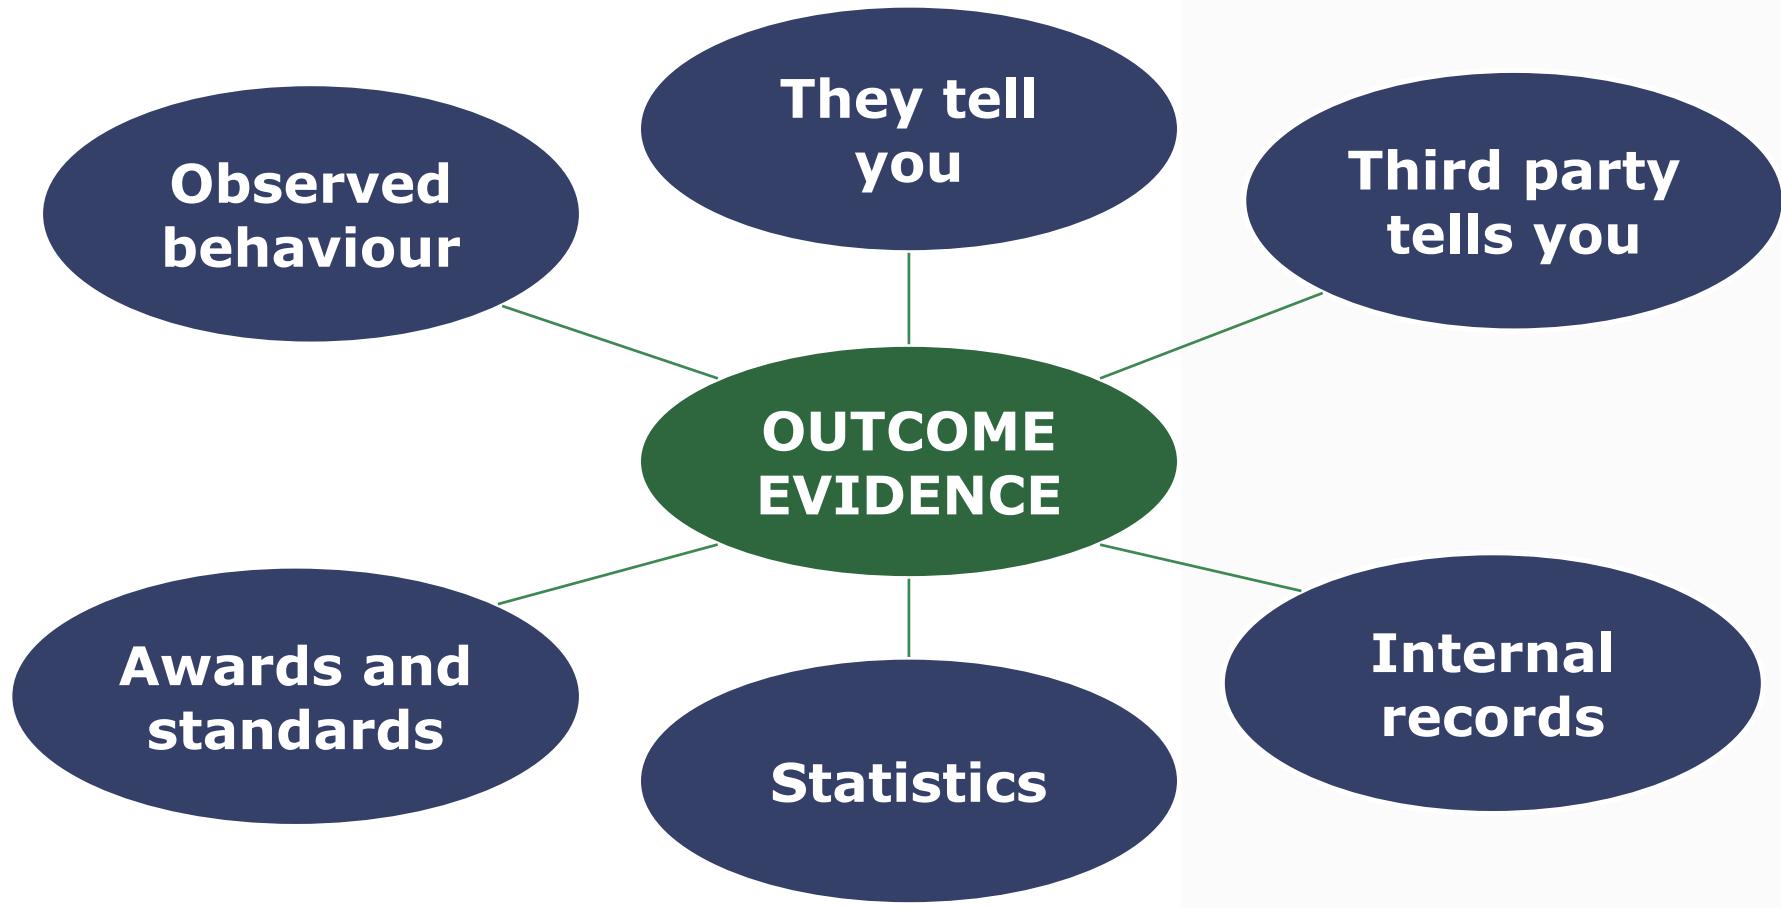 They tell
you
Observed
behaviour
Third party
tells you
OUTCOME
EVIDENCE
Awards and
standards
Statistics
Internal
records